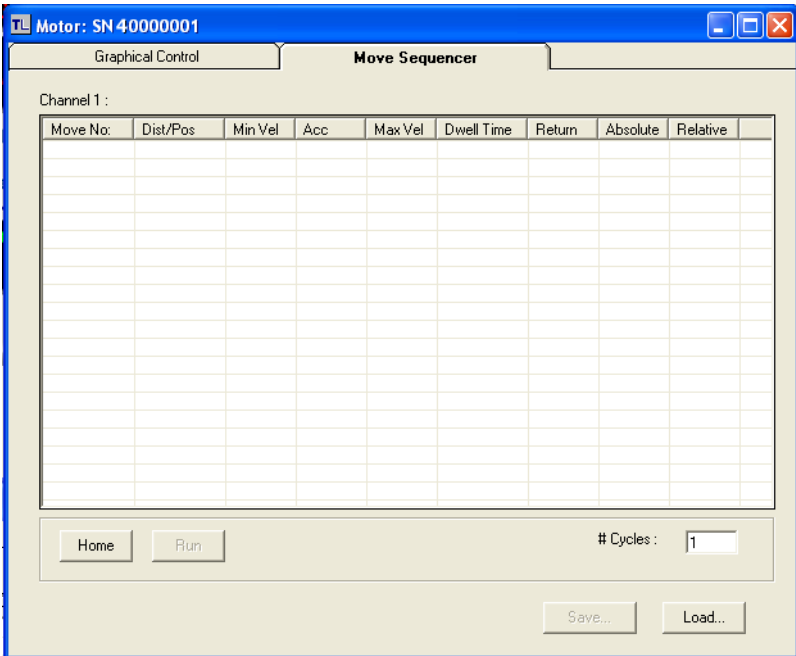 TL Motor: SN 40000001
Graphical Control Move Sequencer
Channel 1 :
Move No: Dist/Pos Min Vel Acc Max Vel Dwell Time Return Absolute Relative
Home Run # Cycles : 1
Save... Load...